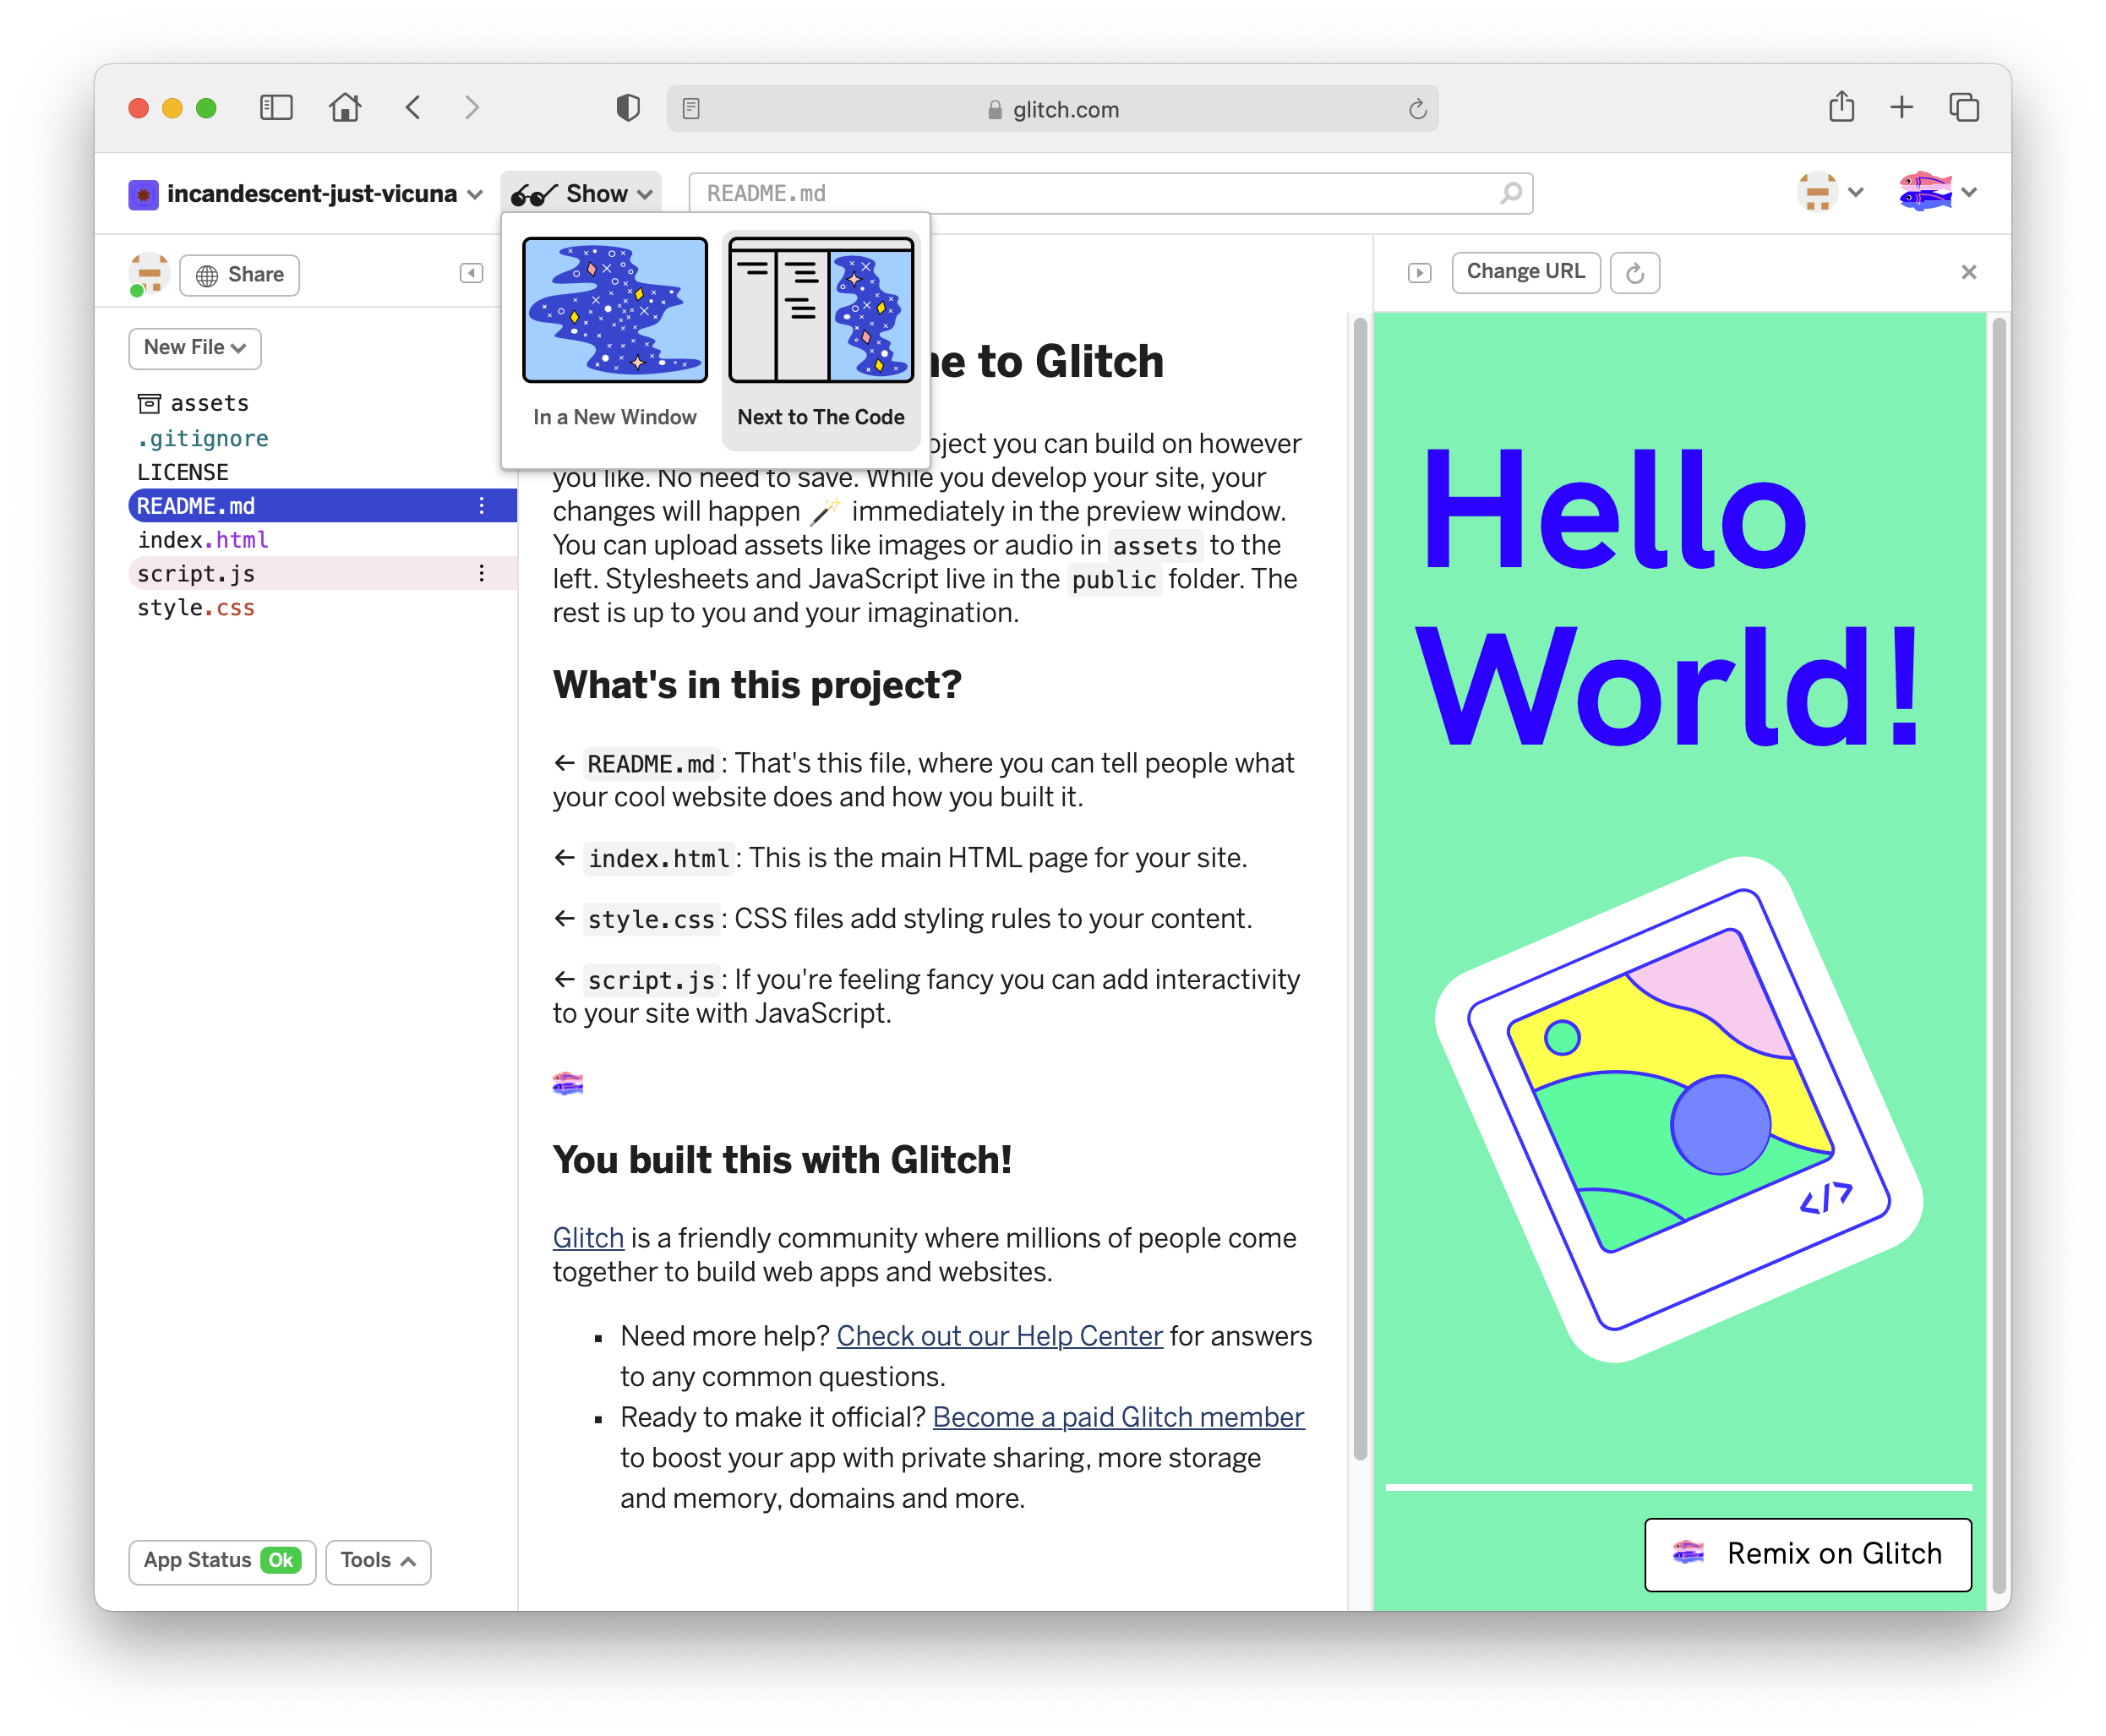 glitch.com
incandescent-just-vicuna
Show
README.md
Share
Change URL
In a New Window
Next to The Code
New File
assets
.gitignore
LICENSE
README.md
index.html
script.js
style.css
App Status Ok
Tools
to Glitch
you can build on however
you like. No need to save. While you develop your site, your
changes will happen 🪄 immediately in the preview window.
You can upload assets like images or audio in assets to the
left. Stylesheets and JavaScript live in the public folder. The
rest is up to you and your imagination.
What's in this project?
← README.md: That's this file, where you can tell people what
your cool website does and how you built it.
← index.html: This is the main HTML page for your site.
← style.css: CSS files add styling rules to your content.
← script.js: If you're feeling fancy you can add interactivity
to your site with JavaScript.
You built this with Glitch!
Glitch is a friendly community where millions of people come
together to build web apps and websites.
▪ Need more help? Check out our Help Center for answers
to any common questions.
▪ Ready to make it official? Become a paid Glitch member
to boost your app with private sharing, more storage
and memory, domains and more.
Hello
World!
</>
Remix on Glitch